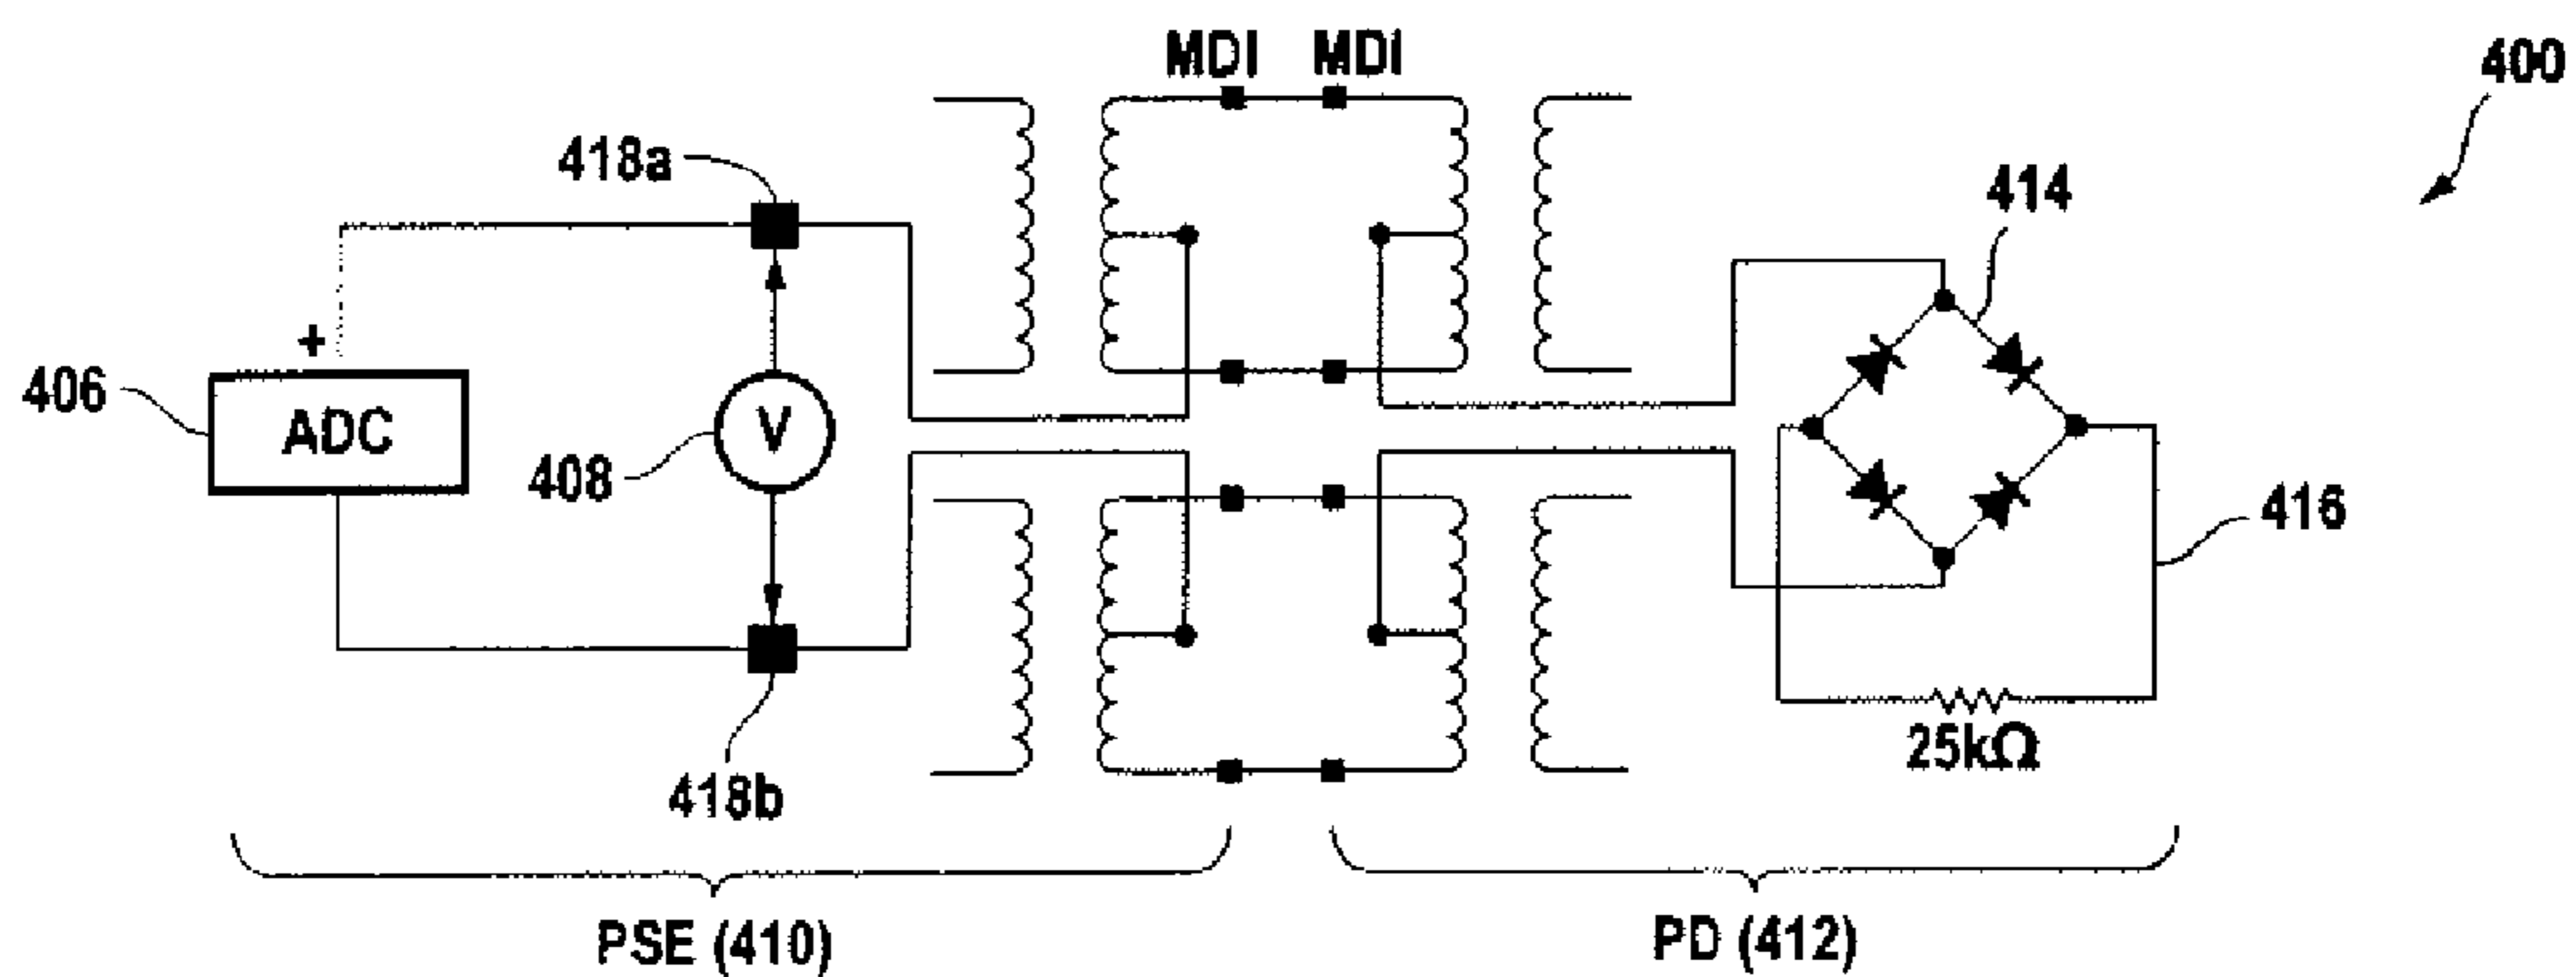 MDI MDI
400
418a
414
+
406
ADC
V
408
416
25kΩ
418b
PSE (410)
PD (412)